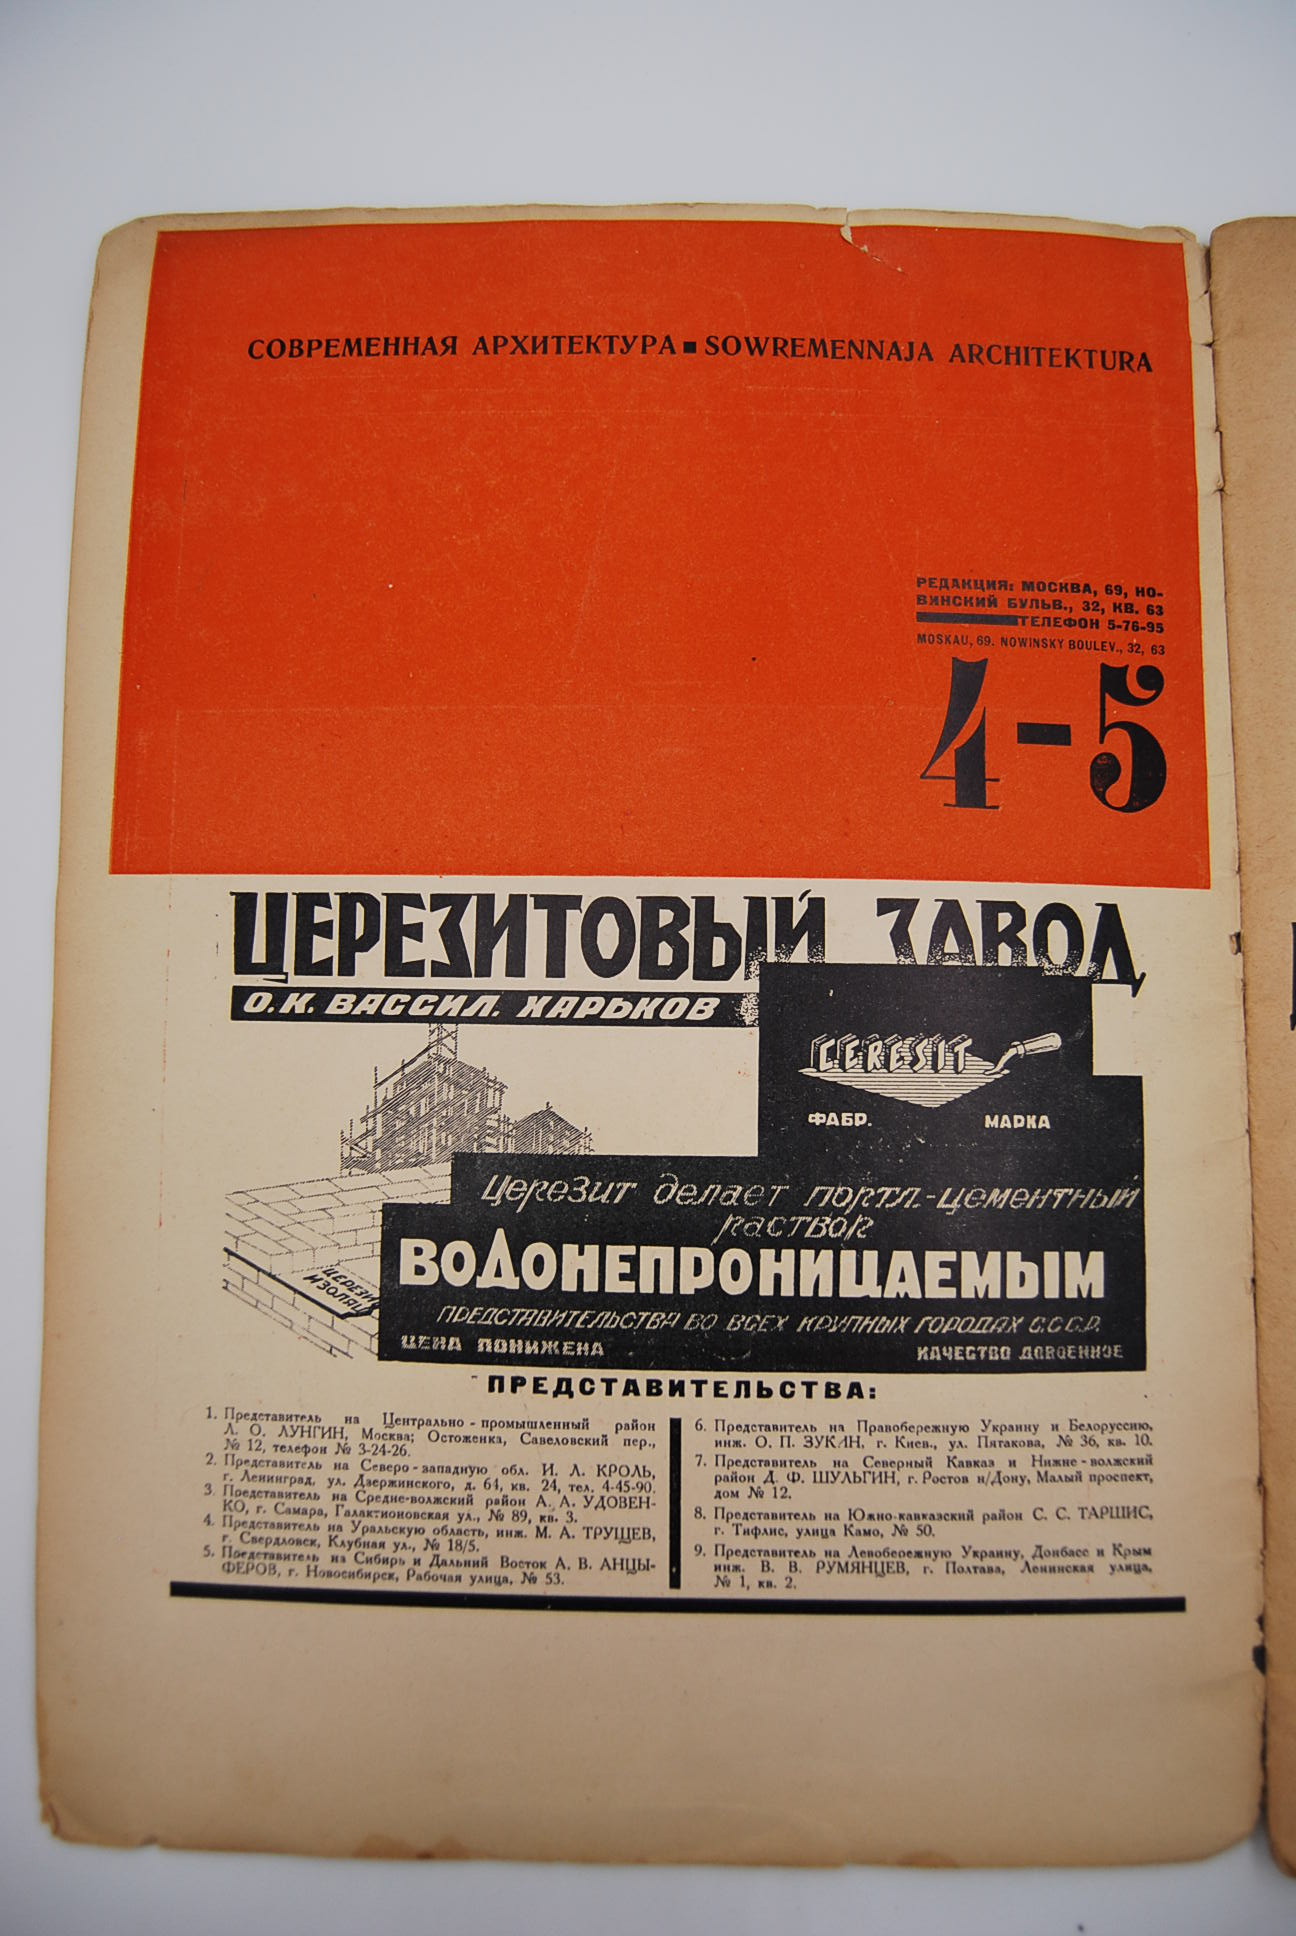 СОВРЕМЕННАЯ АРХИТЕКТУРА ■ SOWREMENNAJA ARCHITEKTURA
РЕДАКЦИЯ: МОСКВА, 69, НО-
ВИНСКИЙ БУЛЬВ., 32, КВ. 63
ТЕЛЕФОН 5-76-95
MOSKAU, 69. NOWINSKY BOULEV., 32, 63
4-5
ЦЕРЕЗИТОВЫЙ ЗАВОД
О.К. ВАССИЛ. ХАРЬКОВ
CERESIT
ФАБР. МАРКА
Церезит делает портл.-цементный
раствор
ВОДОНЕПРОНИЦАЕМЫМ
ПРЕДСТАВИТЕЛЬСТВА ВО ВСЕХ КРУПНЫХ ГОРОДАХ С.С.С.Р.
ЦЕНА ПОНИЖЕНА КАЧЕСТВО ДОВОЕННОЕ
ЦЕРЕЗИ
ИЗОЛЯЦ
ПРЕДСТАВИТЕЛЬСТВА:
1. Представитель на Центрально-промышленный район
Л. О. ЛУНГИН, Москва; Остоженка, Савеловский пер.,
№ 12, телефон № 3-24-26.
2. Представитель на Северо-западную обл. И. Л. КРОЛЬ,
г. Ленинград, ул. Дзержинского, д. 64, кв. 24, тел. 4-45-90.
3. Представитель на Средне-волжский район А. А. УДОВЕН-
КО, г. Самара, Галактионовская ул., № 89, кв. 3.
4. Представитель на Уральскую область, инж. М. А. ТРУЩЕВ,
г. Свердловск, Клубная ул., № 18/5.
5. Представитель на Сибирь и Дальний Восток А. В. АНЦЫ-
ФЕРОВ, г. Новосибирск, Рабочая улица, № 53.
6. Представитель на Правобережную Украину и Белоруссию,
инж. О. П. ЗУКАН, г. Киев., ул. Пятакова, № 36, кв. 10.
7. Представитель на Северный Кавказ и Нижне-волжский
район Д. Ф. ШУЛЬГИН, г. Ростов н/Дону, Малый проспект,
дом № 12.
8. Представитель на Южно-кавказский район С. С. ТАРШИС,
г. Тифлис, улица Камо, № 50.
9. Представитель на Левобережную Украину, Донбасс и Крым
инж. В. В. РУМЯНЦЕВ, г. Полтава, Ленинская улица,
№ 1, кв. 2.